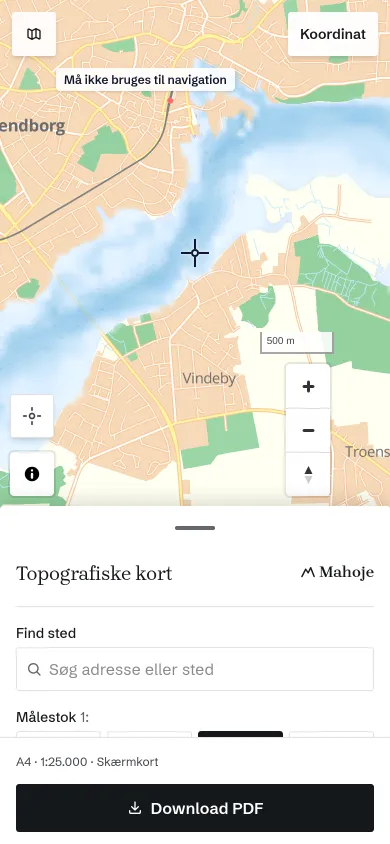 Koordinat
Må ikke bruges til navigation
endborg
500 m
Vindeby
Troens
Topografiske kort
Mahoje
Find sted
Søg adresse eller sted
Målestok 1:
A4 · 1:25.000 · Skærmkort
Download PDF